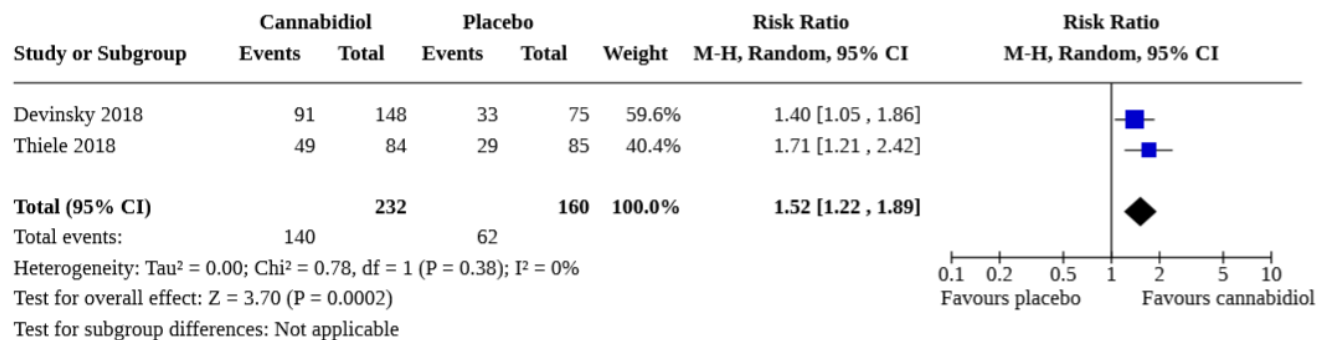 Cannabidiol Placebo Risk Ratio Risk Ratio
Study or Subgroup Events Total Events Total Weight M-H, Random, 95% CI M-H, Random, 95% CI
Devinsky 2018 91 148 33 75 59.6% 1.40 [1.05 , 1.86]
Thiele 2018 49 84 29 85 40.4% 1.71 [1.21 , 2.42]
Total (95% CI) 232 160 100.0% 1.52 [1.22 , 1.89]
Total events: 140 62
Heterogeneity: Tau² = 0.00; Chi² = 0.78, df = 1 (P = 0.38); I² = 0%
0.1 0.2 0.5 1 2 5 10
Test for overall effect: Z = 3.70 (P = 0.0002)
Favours placebo Favours cannabidiol
Test for subgroup differences: Not applicable